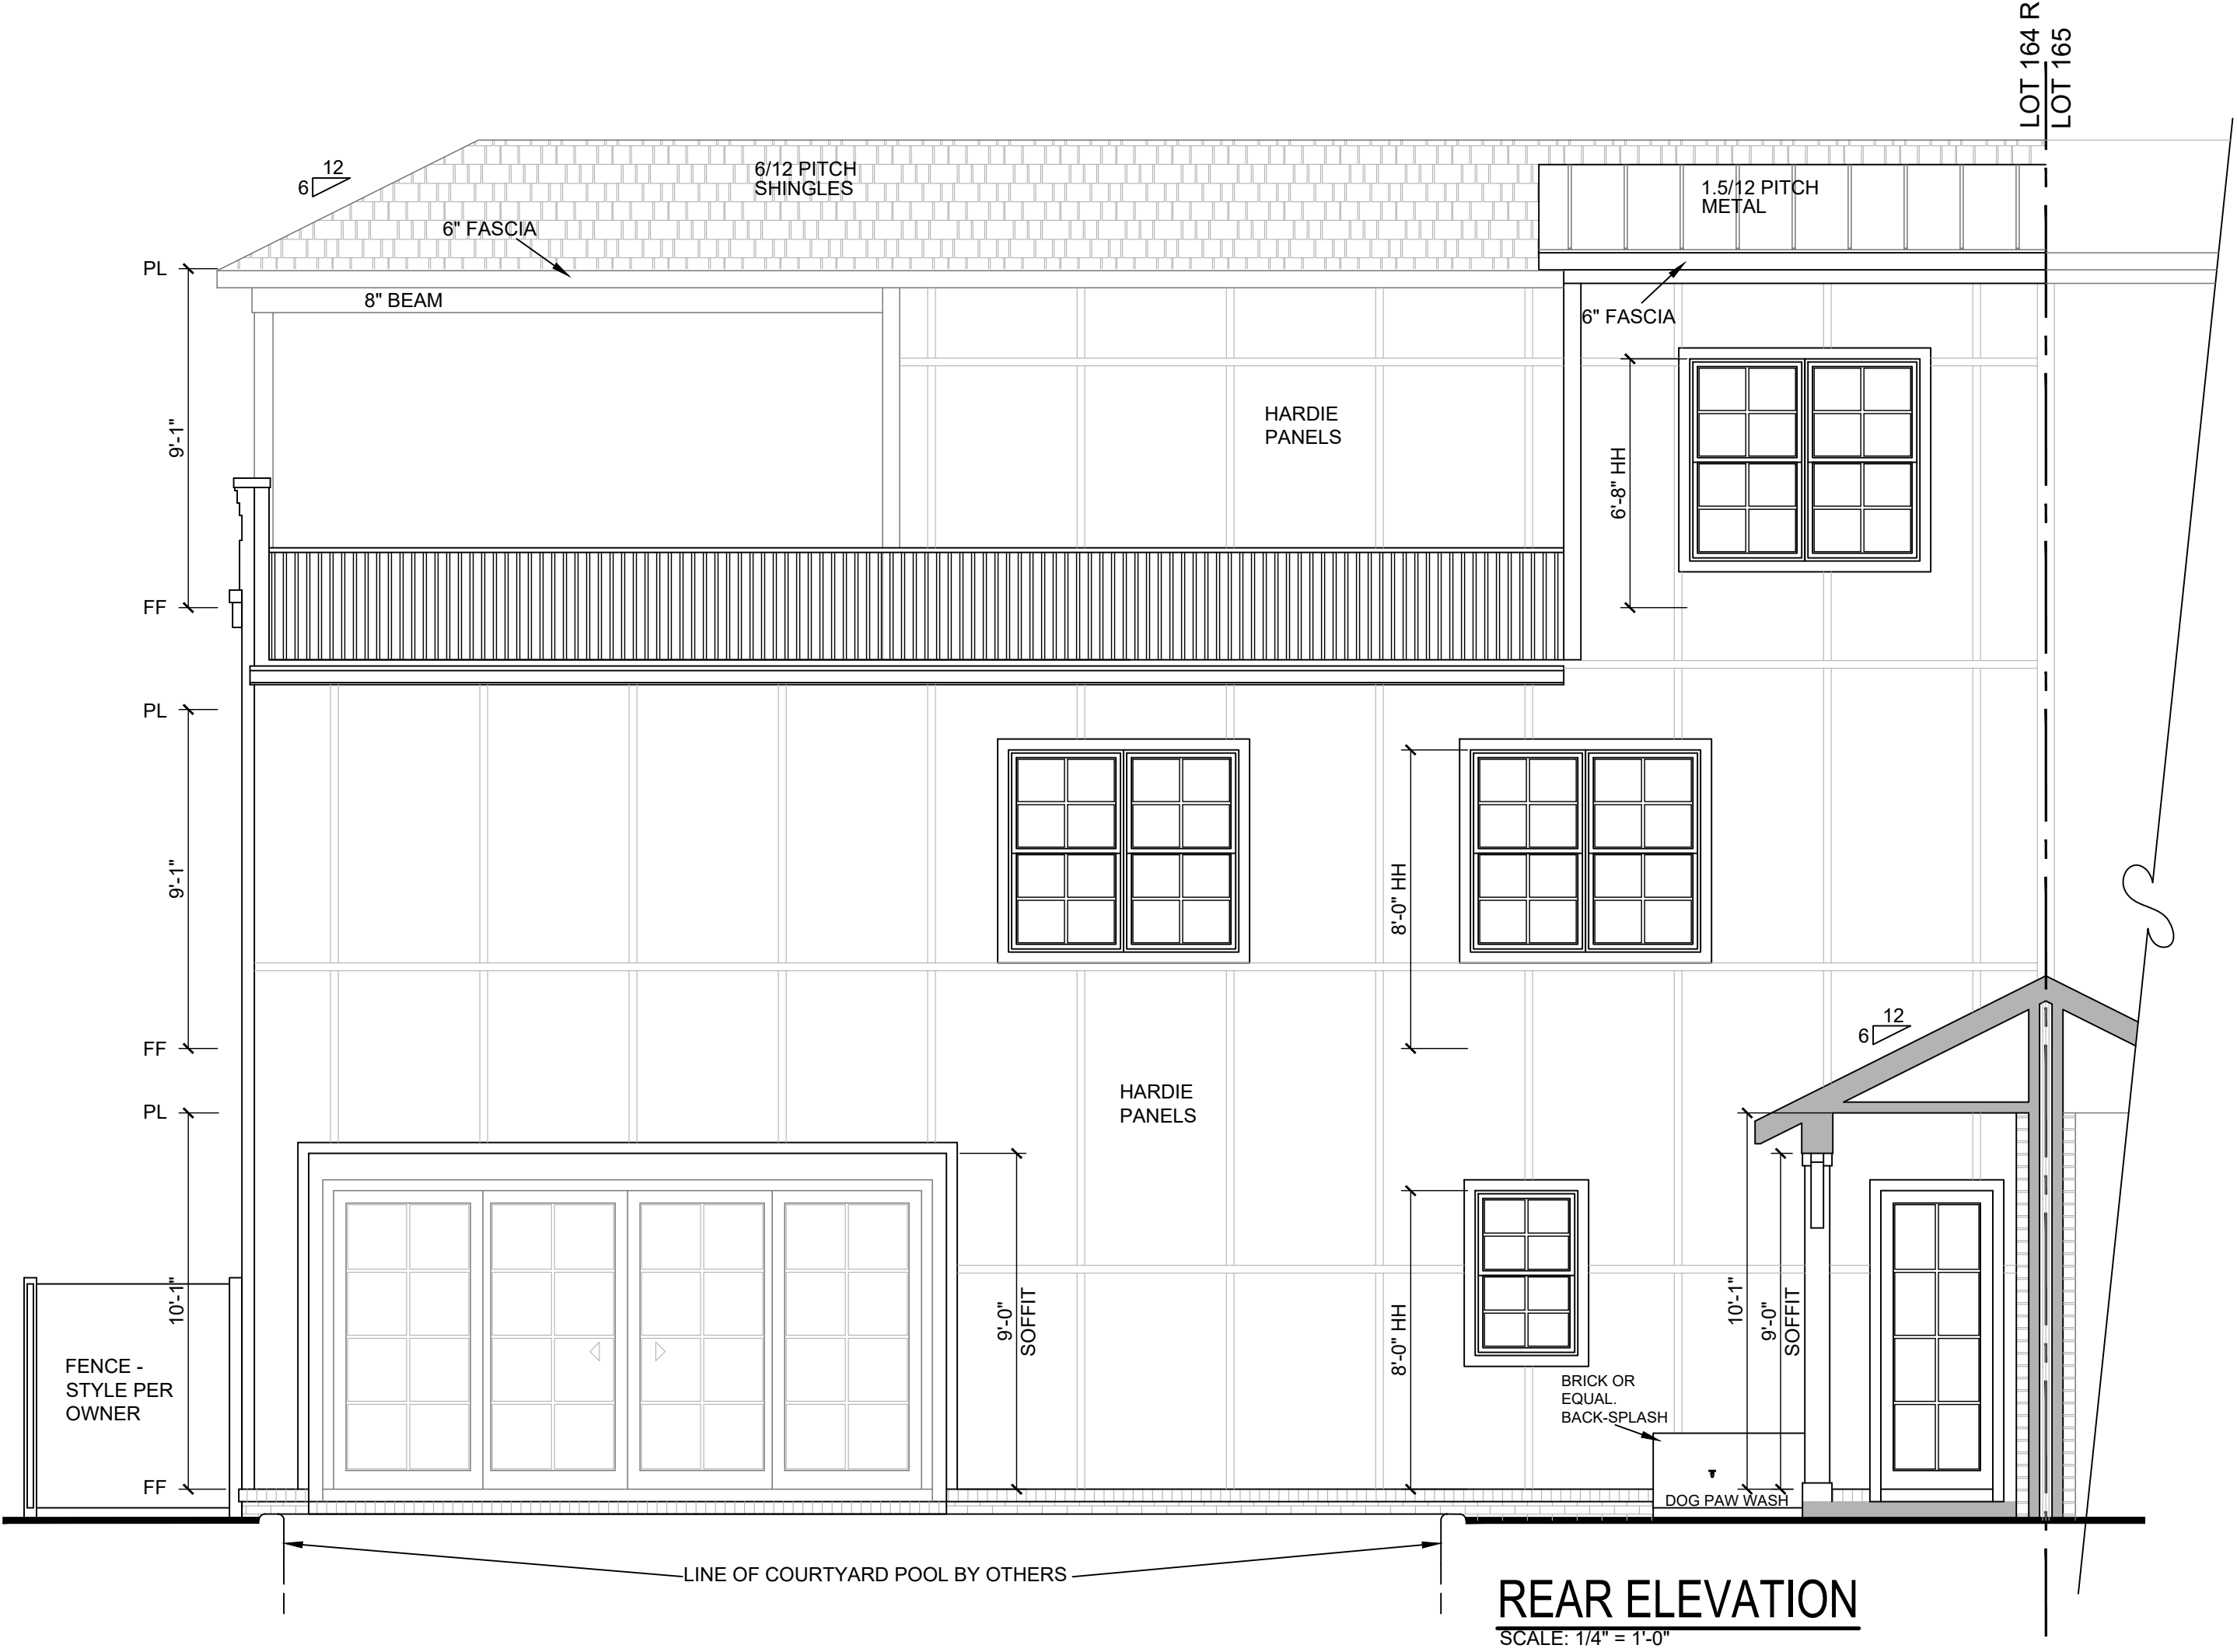 LOT 164 R
LOT 165
12
6
6/12 PITCH
SHINGLES
1.5/12 PITCH
METAL
6" FASCIA
PL
8" BEAM
6" FASCIA
9'-1"
HARDIE
PANELS
6'-8" HH
FF
PL
9'-1"
8'-0" HH
FF
12
6
HARDIE
PANELS
PL
10'-1"
9'-0"
SOFFIT
8'-0" HH
10'-1"
9'-0"
SOFFIT
FENCE -
STYLE PER
OWNER
BRICK OR
EQUAL.
BACK-SPLASH
FF
DOG PAW WASH
LINE OF COURTYARD POOL BY OTHERS
REAR ELEVATION
SCALE: 1/4" = 1'-0"